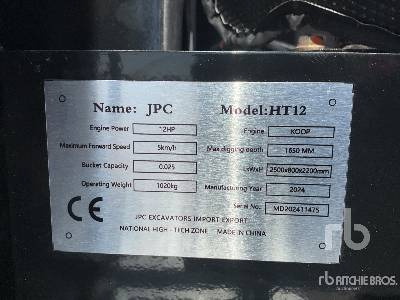 Name: JPC Model:HT12
Engine Power 12HP Engine KOOP
Maximum Forward Speed 5km/h Max digging depth 1650 MM
Bucket Capacity 0.025 LxWxH 2500x800x2200mm
Operating Weight 1020kg Manufacturing Year 2024
Serial No.: MD202411475
CE
JPC EXCAVATORS IMPORT EXPORT
NATIONAL HIGH - TECH ZONE MADE IN CHINA
rb
rb RITCHIE BROS.
Auctioneers